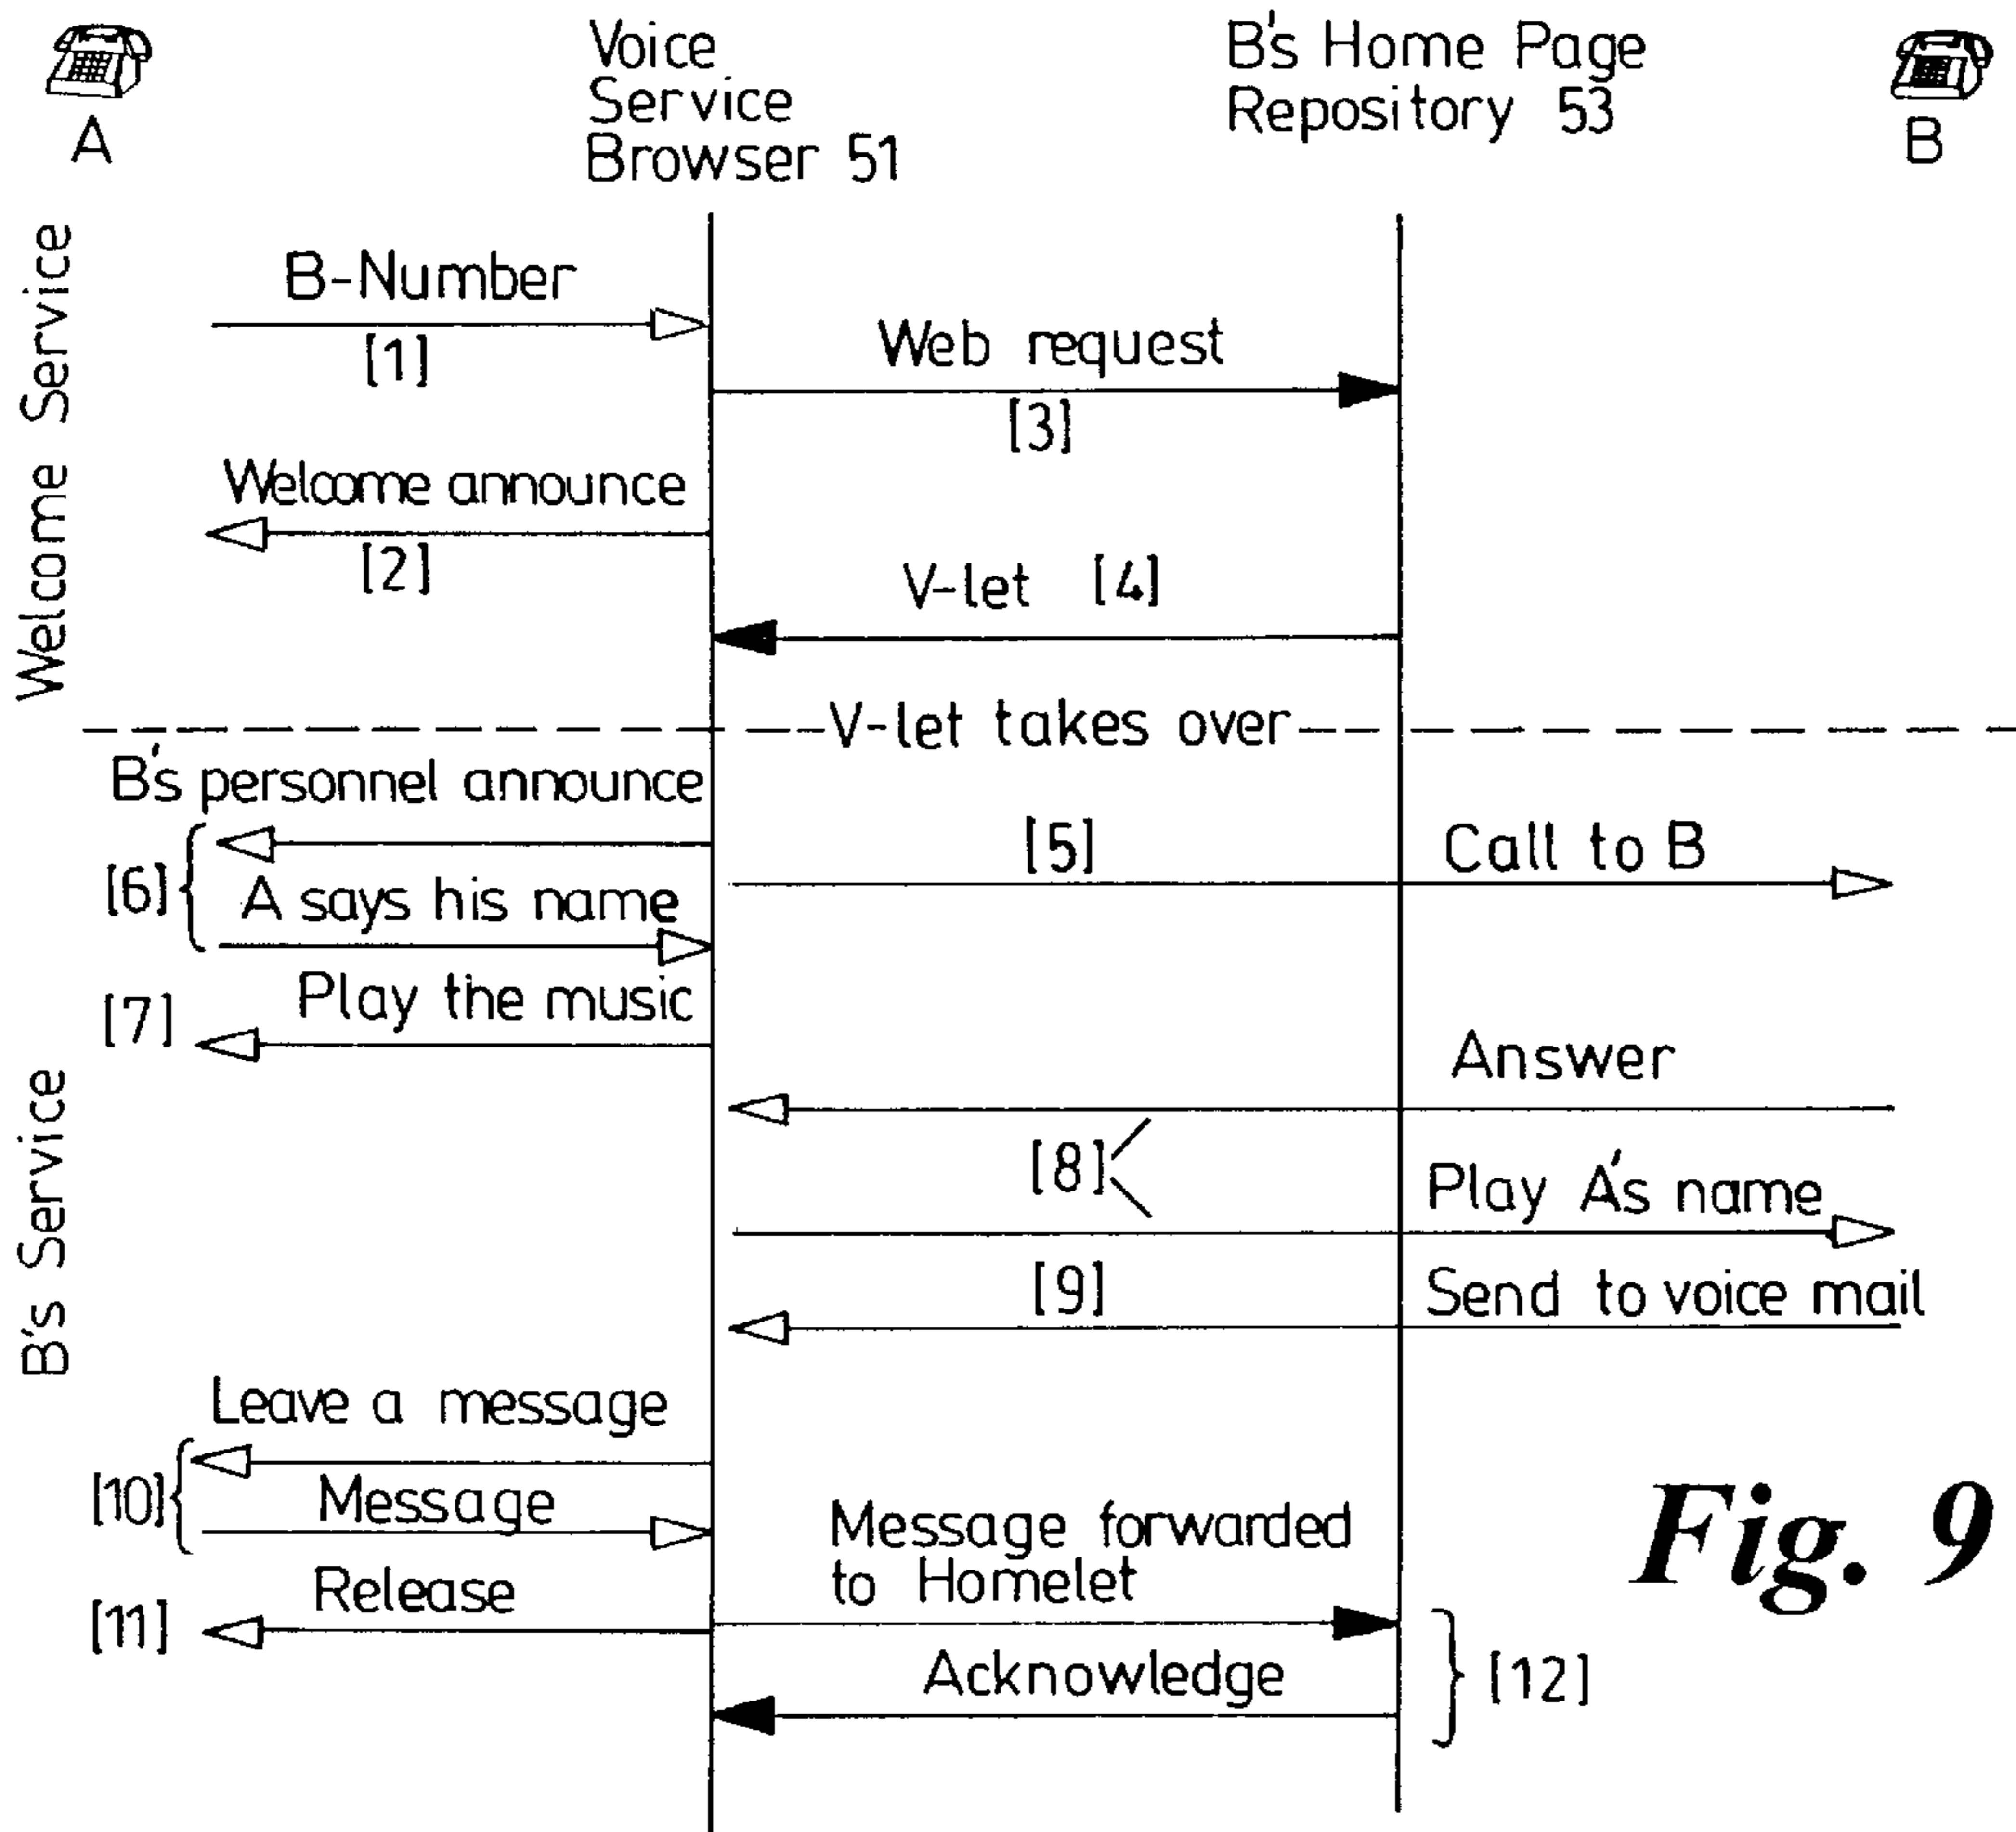 A
Voice
Service
Browser 51
B's Home Page
Repository 53
B
Welcome Service
B-Number
[1]
Web request
[3]
Welcome announce
[2]
V-let [4]
V-let takes over
B's Service
B's personnel announce
[5]
Call to B
[6]
A says his name
Play the music
[7]
Answer
[8]
Play A's name
[9]
Send to voice mail
Leave a message
[10]
Message
Message forwarded
to Homelet
Release
[11]
Acknowledge
[12]
Fig. 9